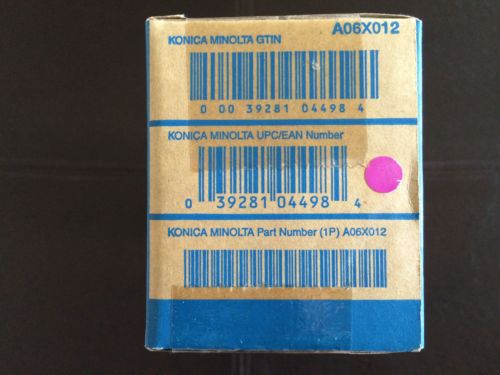 A06X012
KONICA MINOLTA GTIN
0 00 39281 04498 4
KONICA MINOLTA UPC/EAN Number
0 39281 04498 4
KONICA MINOLTA Part Number (1P) A06X012